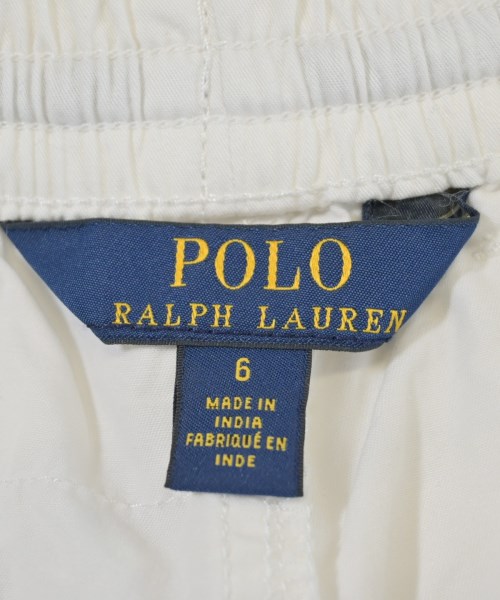 POLO
RALPH LAUREN
6
MADE IN
INDIA
FABRIQUÉ EN
INDE